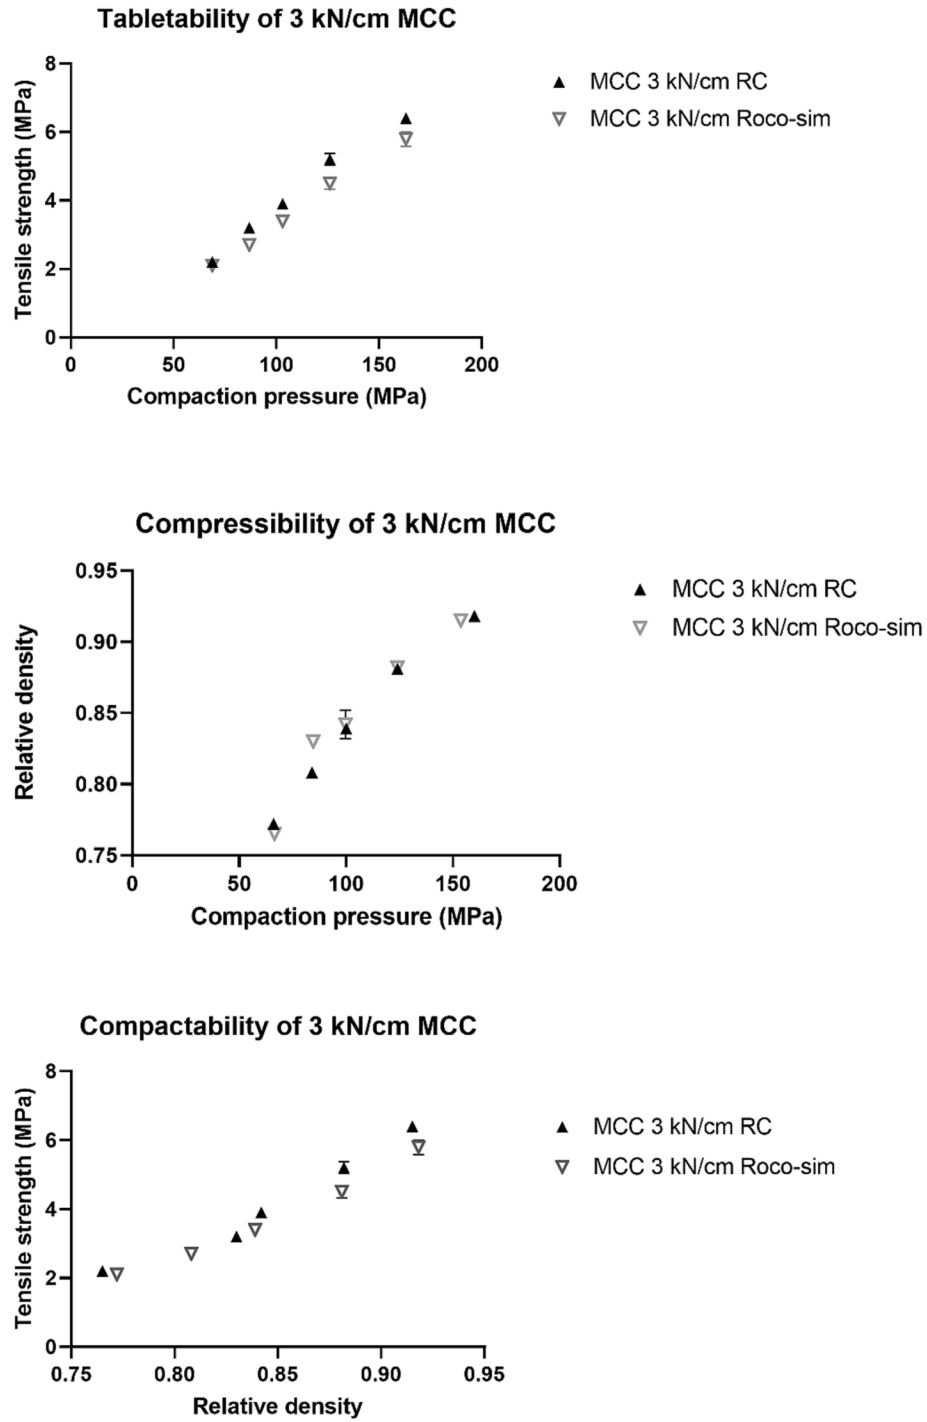 Tabletability of 3 kN/cm MCC
Tensile strength (MPa)
8
6
4
2
0
0 50 100 150 200
Compaction pressure (MPa)
MCC 3 kN/cm RC
MCC 3 kN/cm Roco-sim
Compressibility of 3 kN/cm MCC
Relative density
0.95
0.90
0.85
0.80
0.75
0 50 100 150 200
Compaction pressure (MPa)
MCC 3 kN/cm RC
MCC 3 kN/cm Roco-sim
Compactability of 3 kN/cm MCC
Tensile strength (MPa)
8
6
4
2
0
0.75 0.80 0.85 0.90 0.95
Relative density
MCC 3 kN/cm RC
MCC 3 kN/cm Roco-sim